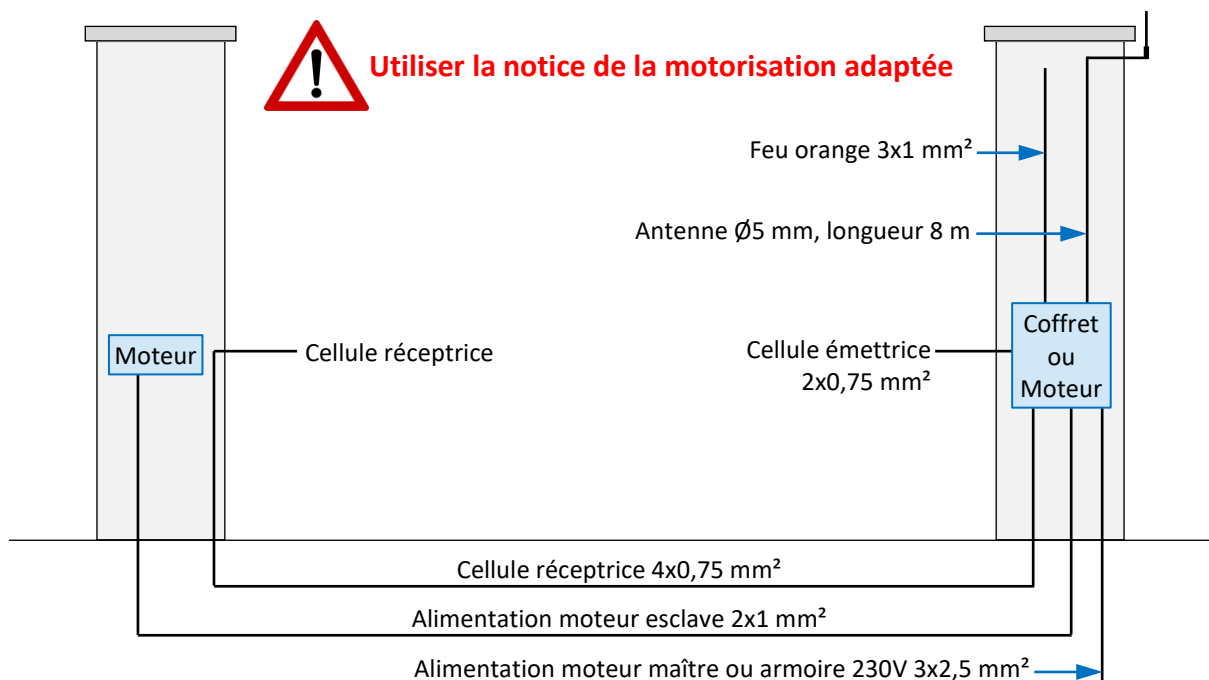 Utiliser la notice de la motorisation adaptée
Feu orange 3x1 mm²
Antenne Ø5 mm, longueur 8 m
Moteur
Cellule réceptrice
Cellule émettrice
2x0,75 mm²
Coffret
ou
Moteur
Cellule réceptrice 4x0,75 mm²
Alimentation moteur esclave 2x1 mm²
Alimentation moteur maître ou armoire 230V 3x2,5 mm²